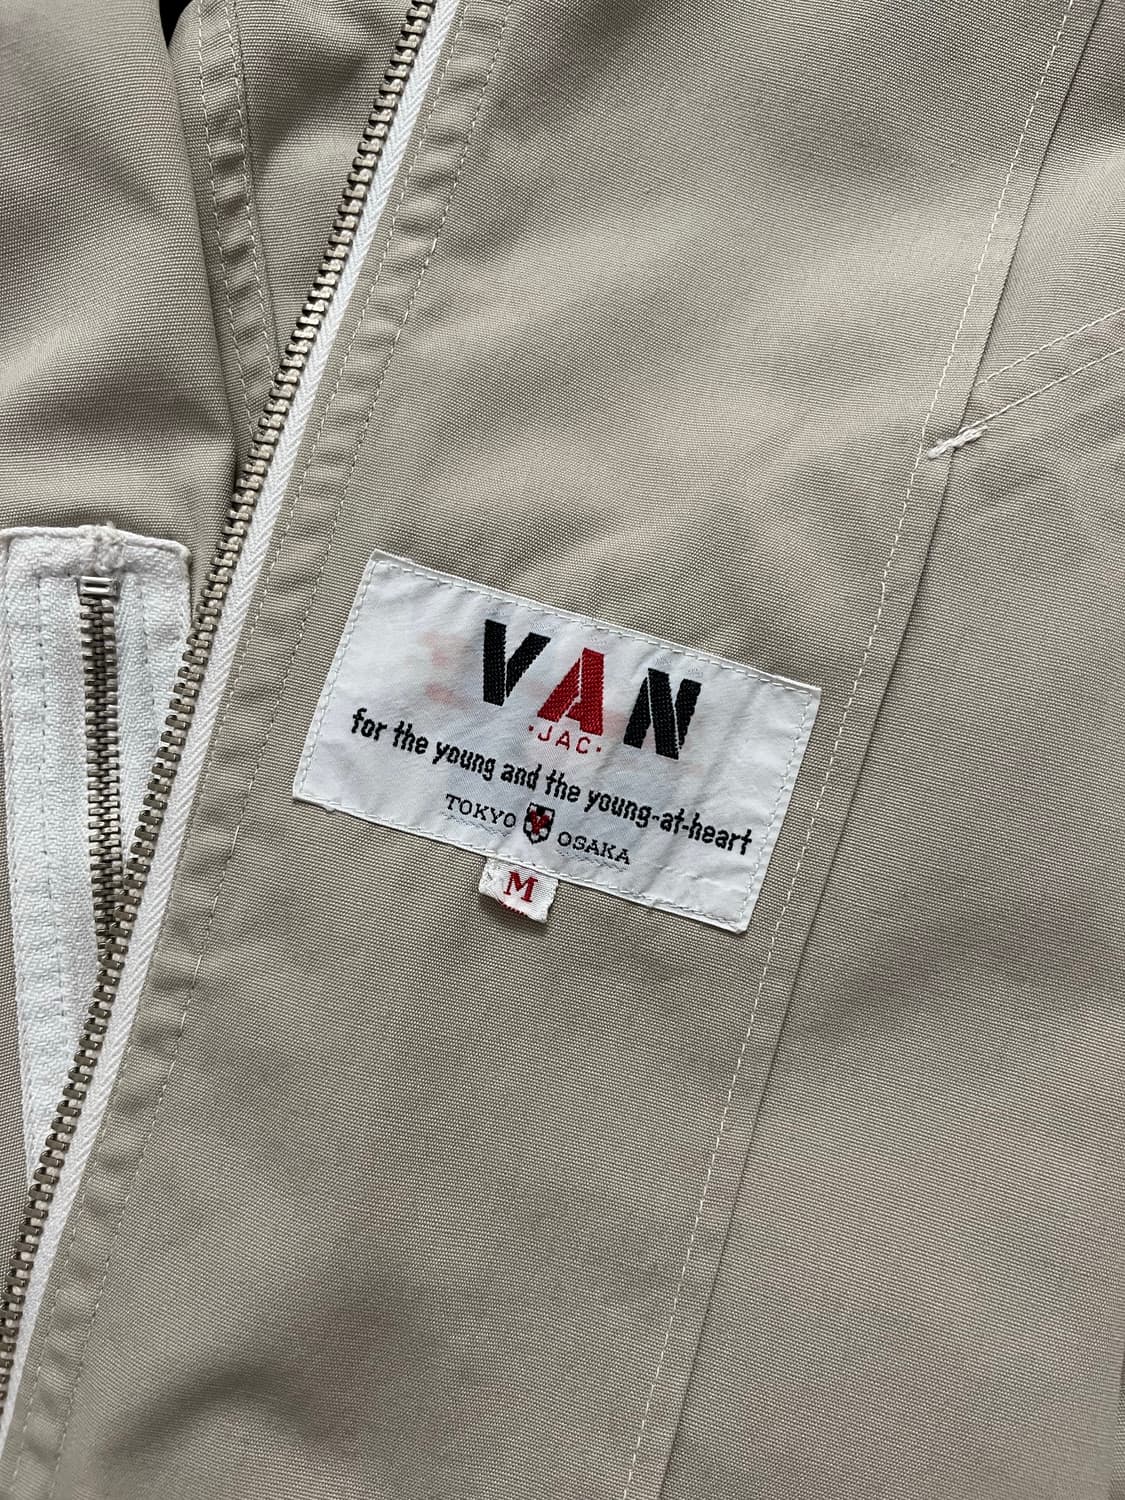 VAN
·JAC·
for the young and the young-at-heart
TOKYO V OSAKA
M